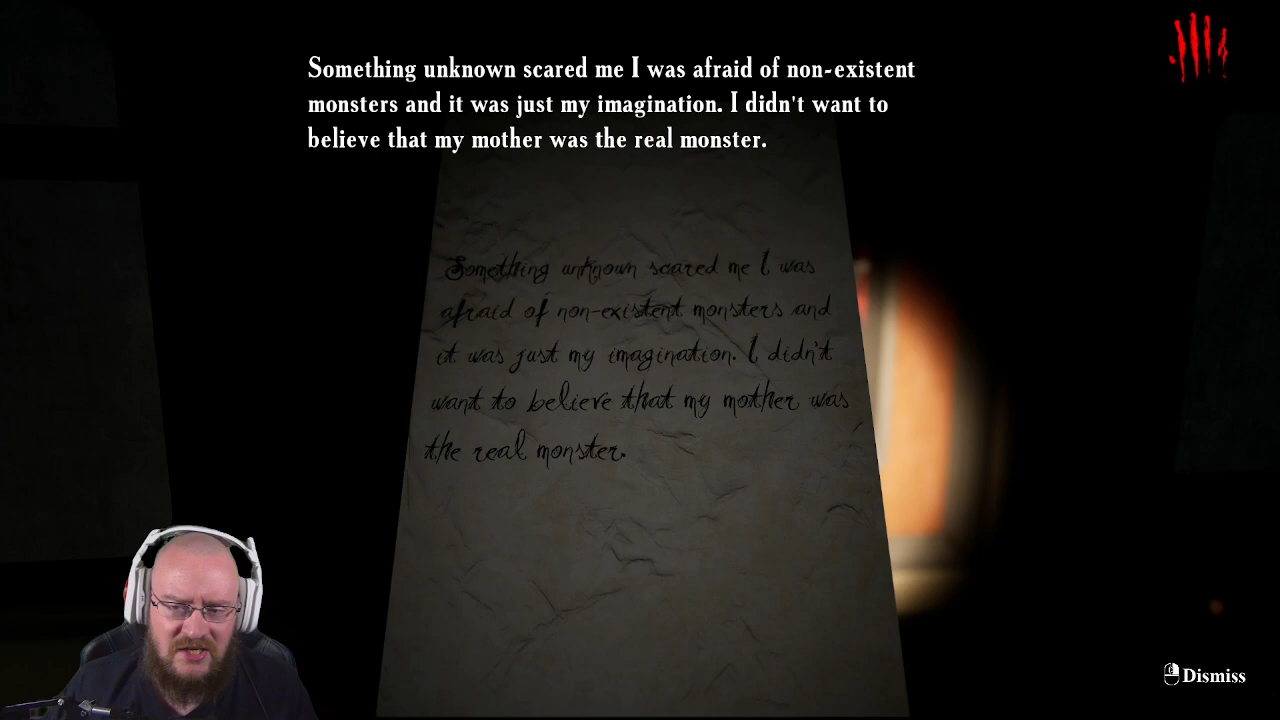 Something unknown scared me I was afraid of non-existent
monsters and it was just my imagination. I didn't want to
believe that my mother was the real monster.
Something unknown scared me I was
afraid of non-existent monsters and
it was just my imagination. I didn't
want to believe that my mother was
the real monster.
Dismiss